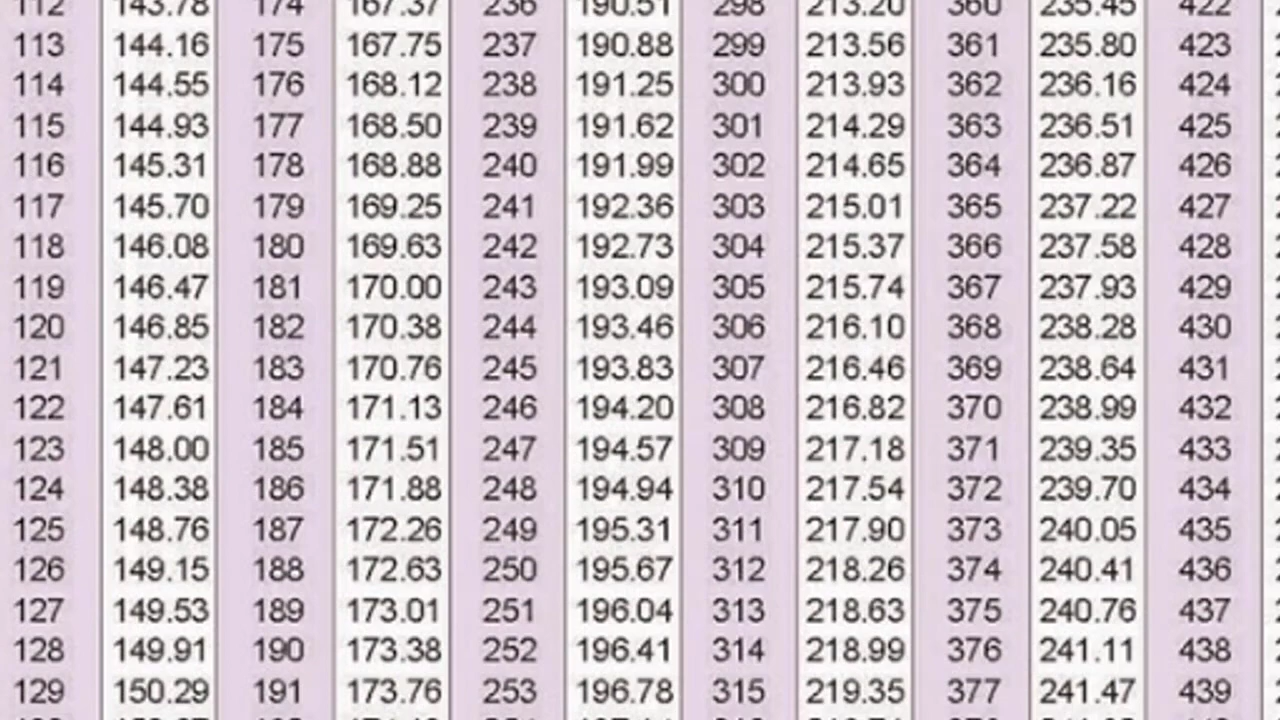 112 143.78 174 167.37 236 190.51 298 213.20 360 235.45 422
113 144.16 175 167.75 237 190.88 299 213.56 361 235.80 423
114 144.55 176 168.12 238 191.25 300 213.93 362 236.16 424
115 144.93 177 168.50 239 191.62 301 214.29 363 236.51 425
116 145.31 178 168.88 240 191.99 302 214.65 364 236.87 426
117 145.70 179 169.25 241 192.36 303 215.01 365 237.22 427
118 146.08 180 169.63 242 192.73 304 215.37 366 237.58 428
119 146.47 181 170.00 243 193.09 305 215.74 367 237.93 429
120 146.85 182 170.38 244 193.46 306 216.10 368 238.28 430
121 147.23 183 170.76 245 193.83 307 216.46 369 238.64 431
122 147.61 184 171.13 246 194.20 308 216.82 370 238.99 432
123 148.00 185 171.51 247 194.57 309 217.18 371 239.35 433
124 148.38 186 171.88 248 194.94 310 217.54 372 239.70 434
125 148.76 187 172.26 249 195.31 311 217.90 373 240.05 435
126 149.15 188 172.63 250 195.67 312 218.26 374 240.41 436
127 149.53 189 173.01 251 196.04 313 218.63 375 240.76 437
128 149.91 190 173.38 252 196.41 314 218.99 376 241.11 438
129 150.29 191 173.76 253 196.78 315 219.35 377 241.47 439